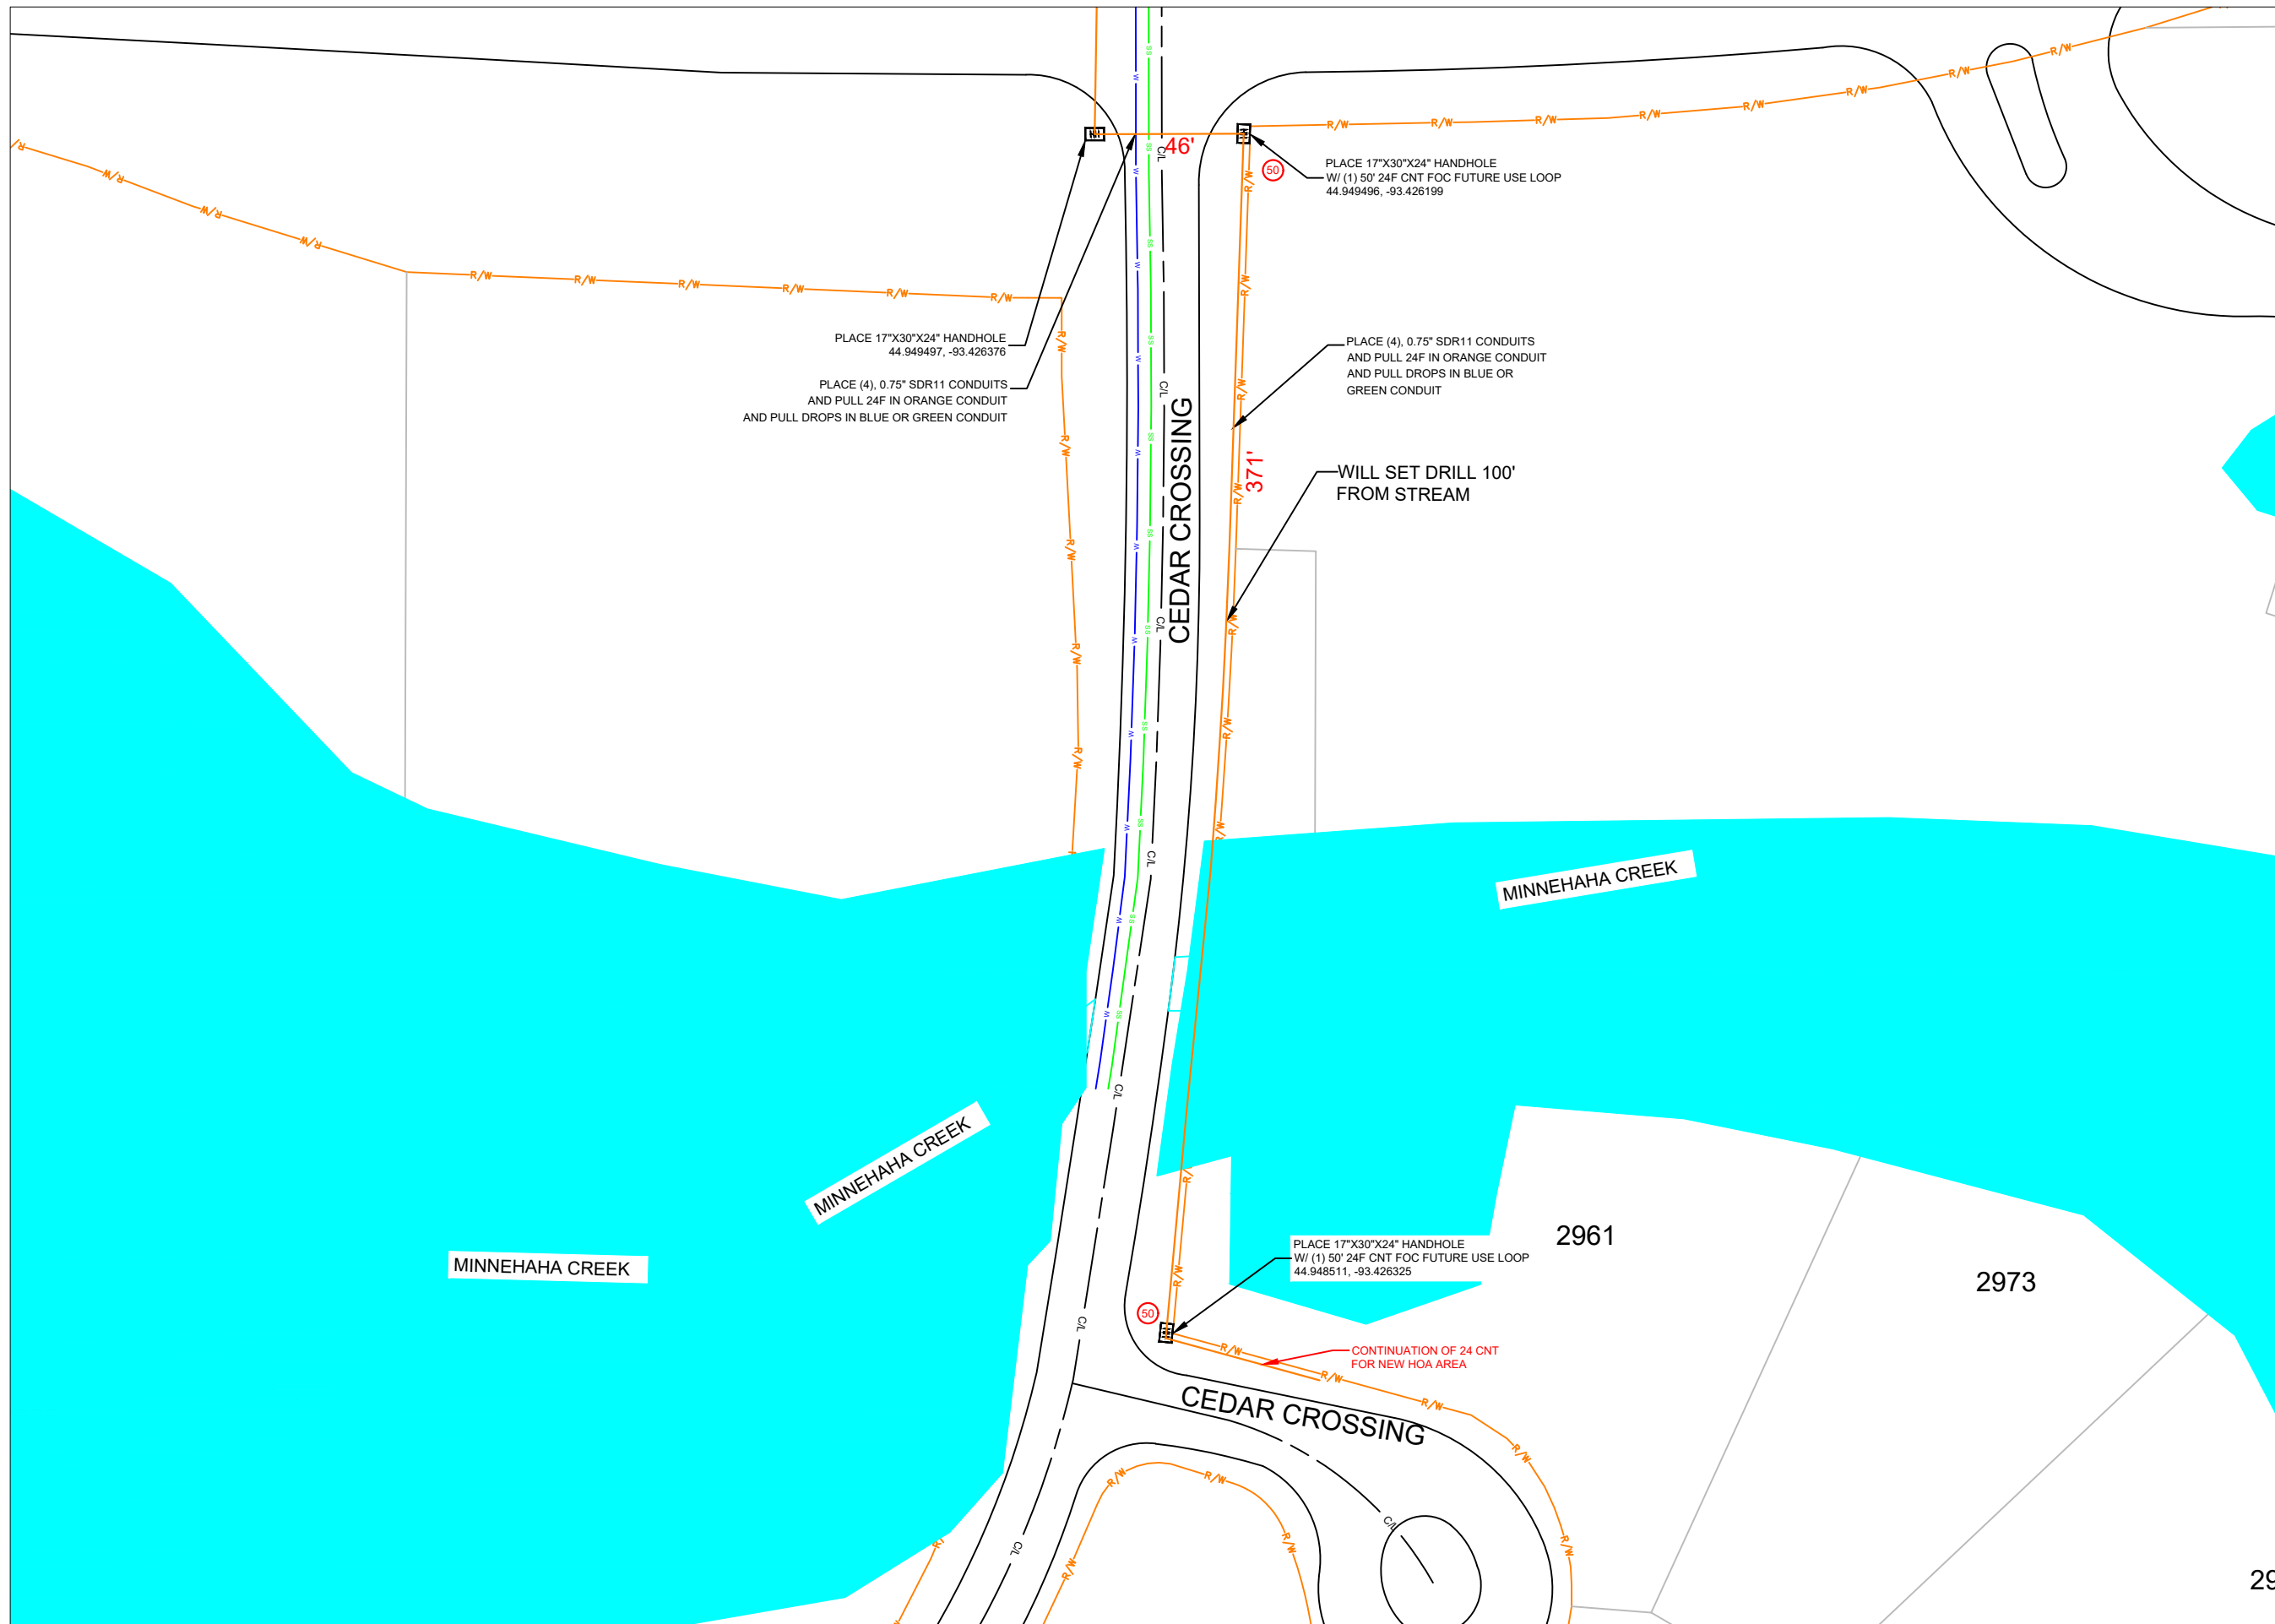 46'
50
PLACE 17"X30"X24" HANDHOLE
W/ (1) 50' 24F CNT FOC FUTURE USE LOOP
44.949496, -93.426199
PLACE 17"X30"X24" HANDHOLE
44.949497, -93.426376
PLACE (4), 0.75" SDR11 CONDUITS
AND PULL 24F IN ORANGE CONDUIT
AND PULL DROPS IN BLUE OR GREEN CONDUIT
PLACE (4), 0.75" SDR11 CONDUITS
AND PULL 24F IN ORANGE CONDUIT
AND PULL DROPS IN BLUE OR
GREEN CONDUIT
CEDAR CROSSING
371'
WILL SET DRILL 100'
FROM STREAM
MINNEHAHA CREEK
MINNEHAHA CREEK
MINNEHAHA CREEK
PLACE 17"X30"X24" HANDHOLE
W/ (1) 50' 24F CNT FOC FUTURE USE LOOP
44.948511, -93.426325
2961
2973
50
CONTINUATION OF 24 CNT
FOR NEW HOA AREA
CEDAR CROSSING
R/W
C/L
W
SS